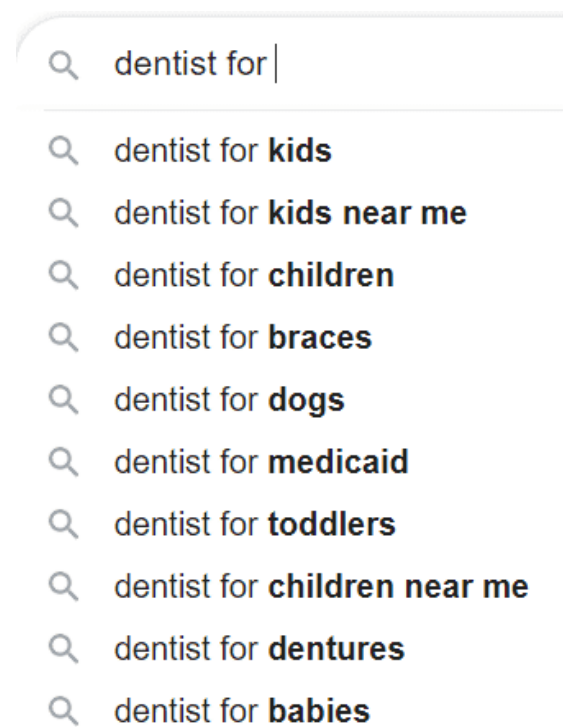 dentist for
dentist for kids
dentist for kids near me
dentist for children
dentist for braces
dentist for dogs
dentist for medicaid
dentist for toddlers
dentist for children near me
dentist for dentures
dentist for babies